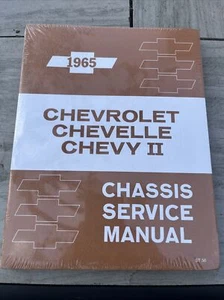 1965
CHEVROLET
CHEVELLE
CHEVY II
CHASSIS
SERVICE
MANUAL